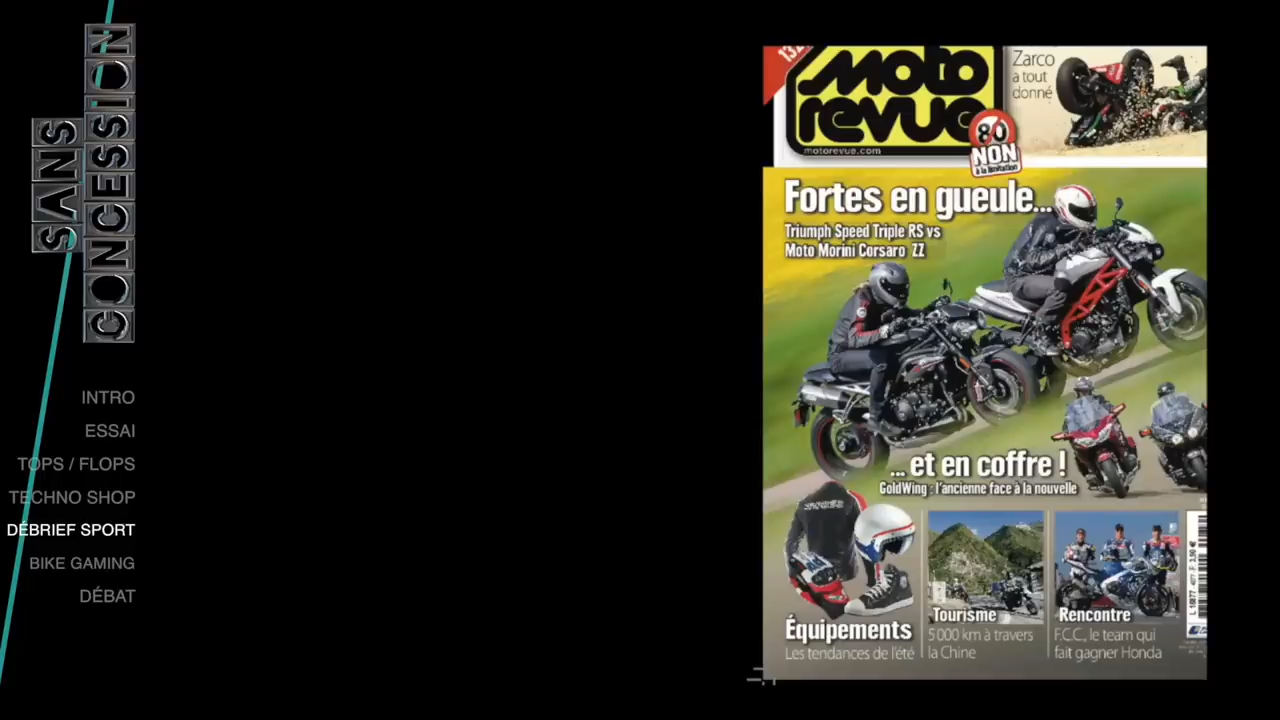 SANS
CONCESSION
INTRO
ESSAI
TOPS / FLOPS
TECHNO SHOP
DÉBRIEF SPORT
BIKE GAMING
DÉBAT
Moto
revue
motorevue.com
80
NON
à la limitation
Zarco
a tout
donné
Fortes en gueule...
Triumph Speed Triple RS vs
Moto Morini Corsaro ZZ
... et en coffre !
GoldWing : l'ancienne face à la nouvelle
Équipements
Les tendances de l'été
Tourisme
5 000 km à travers
la Chine
Rencontre
F.C.C., le team qui
fait gagner Honda